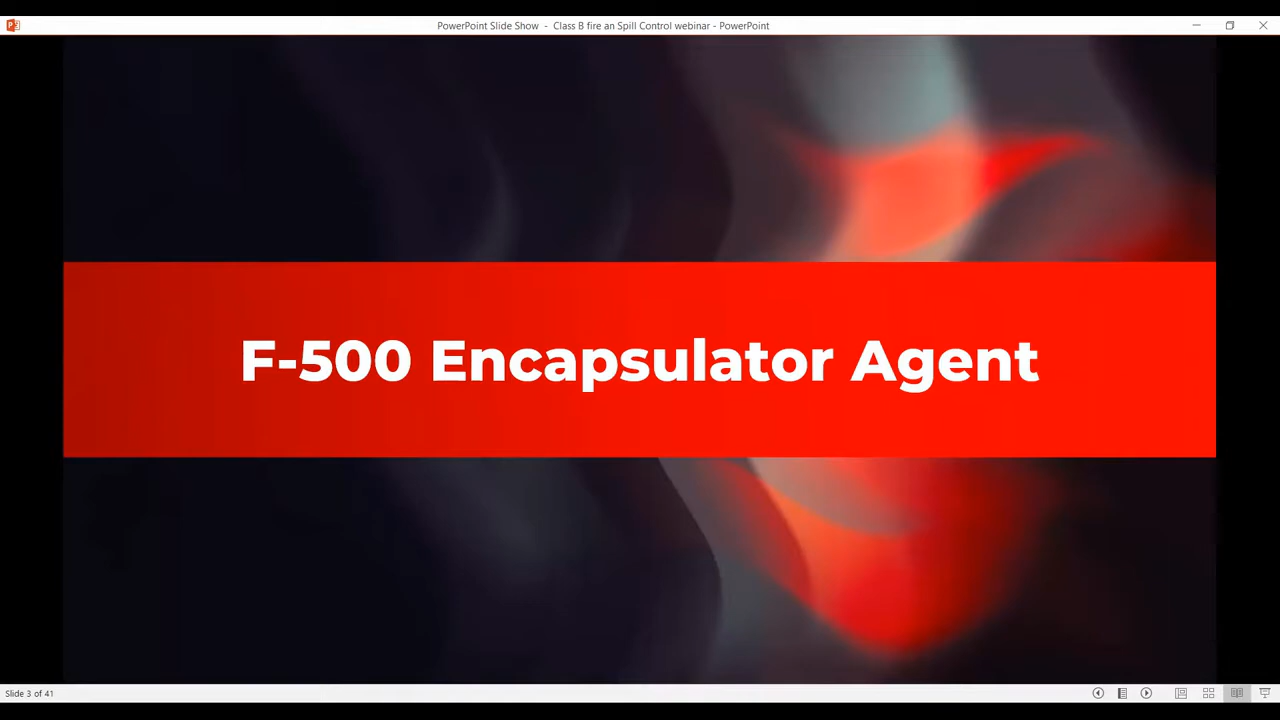 PowerPoint Slide Show - Class B fire an Spill Control webinar - PowerPoint
F-500 Encapsulator Agent
Slide 3 of 41